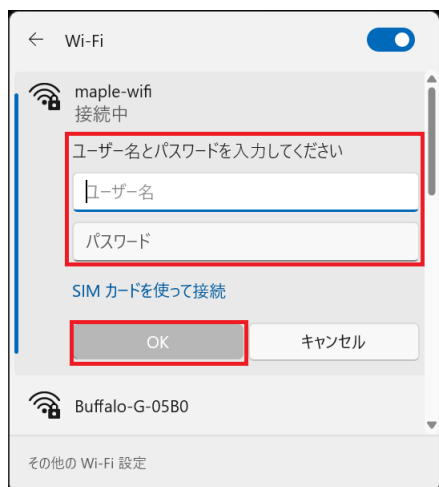 Wi-Fi
maple-wifi
接続中
ユーザー名とパスワードを入力してください
ユーザー名
パスワード
SIM カードを使って接続
OK キャンセル
Buffalo-G-05B0
その他の Wi-Fi 設定